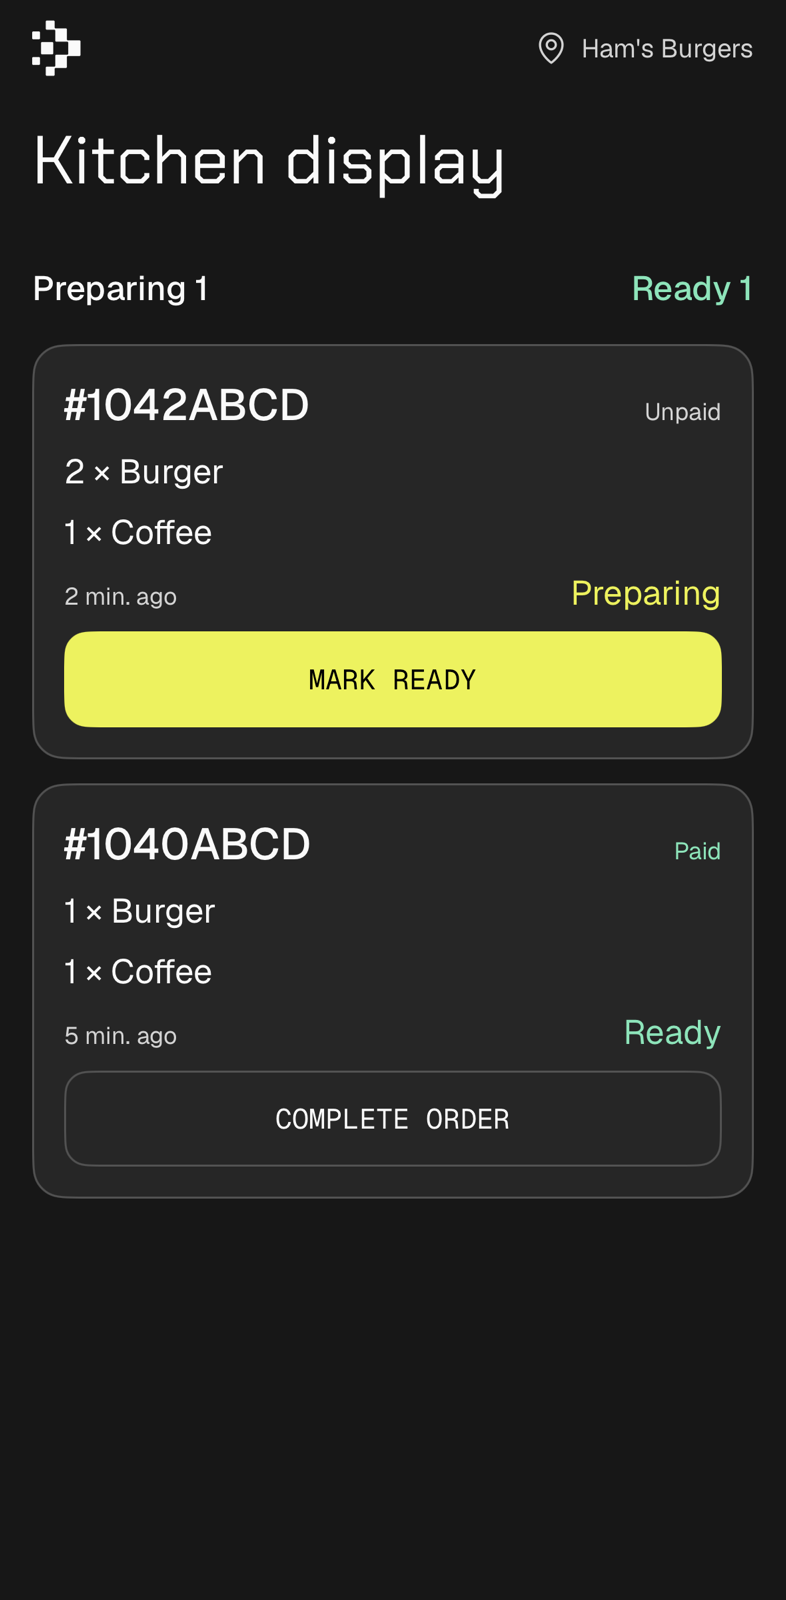 Ham's Burgers
Kitchen display
Preparing 1
Ready 1
#1042ABCD
Unpaid
2 × Burger
1 × Coffee
2 min. ago
Preparing
MARK READY
#1040ABCD
Paid
1 × Burger
1 × Coffee
5 min. ago
Ready
COMPLETE ORDER